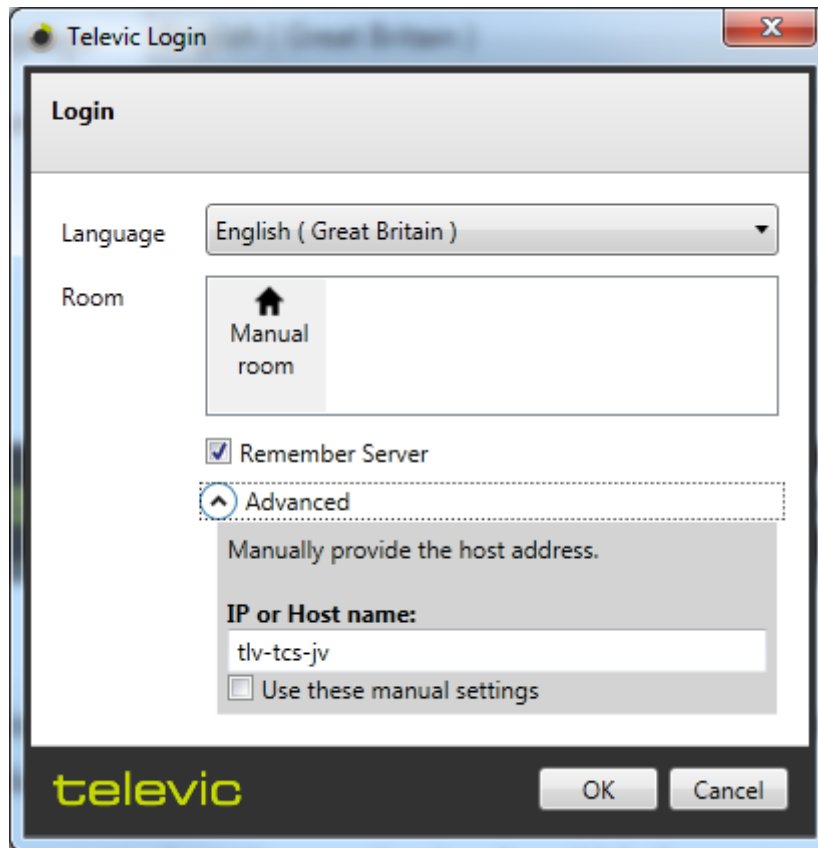 Televic Login
Login
Language
English ( Great Britain )
Room
Manual
room
Remember Server
Advanced
Manually provide the host address.
IP or Host name:
tlv-tcs-jv
Use these manual settings
televic
OK
Cancel